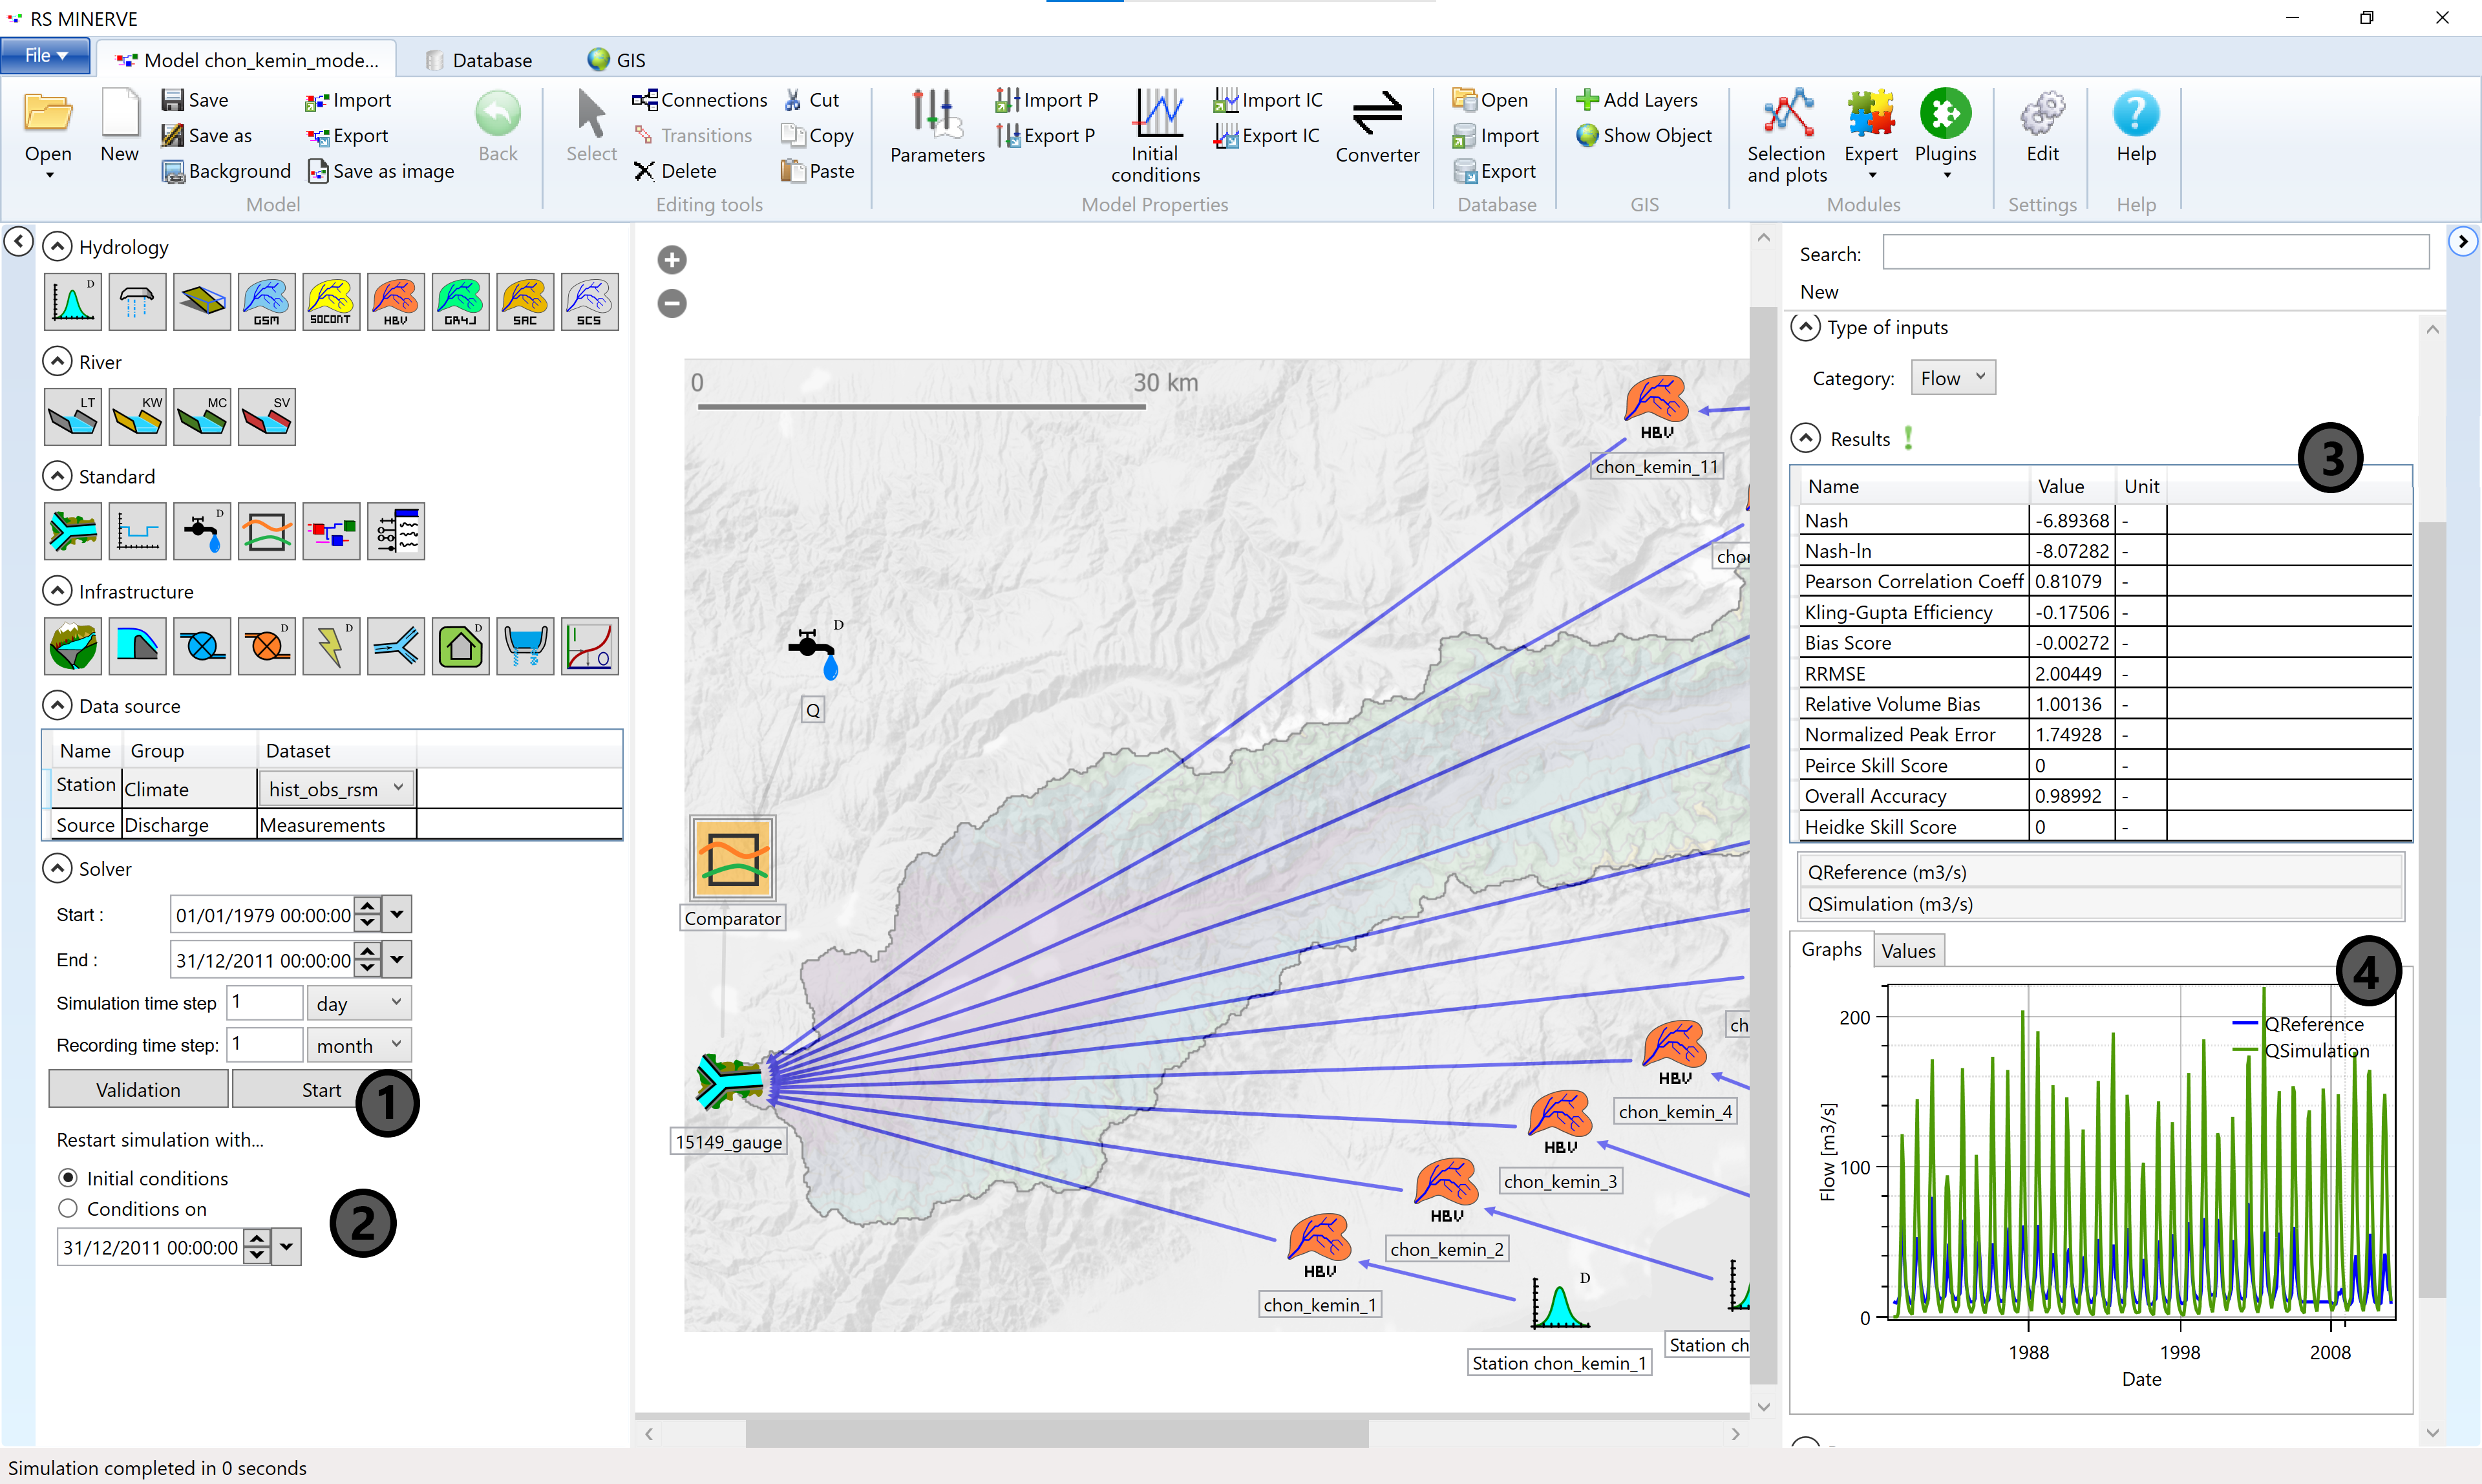 RS MINERVE
File
Model chon_kemin_mode...
Database
GIS
Open
New
Save
Save as
Background
Import
Export
Save as image
Back
Model
Select
Connections
Transitions
Delete
Cut
Copy
Paste
Editing tools
Parameters
Import P
Export P
Initial
conditions
Import IC
Export IC
Converter
Model Properties
Open
Import
Export
Database
Add Layers
Show Object
GIS
Selection
and plots
Expert
Plugins
Modules
Edit
Settings
Help
Help
Hydrology
D
GSM
SOCONT
HBV
GR4J
SAC
SCS
River
LT
KW
MC
SV
Standard
D
Infrastructure
D
D
D
Data source
Name Group Dataset
Station Climate hist_obs_rsm
Source Discharge Measurements
Solver
Start : 01/01/1979 00:00:00
End : 31/12/2011 00:00:00
Simulation time step 1 day
Recording time step: 1 month
Validation Start
1
Restart simulation with...
Initial conditions
Conditions on
31/12/2011 00:00:00
2
Simulation completed in 0 seconds
0 30 km
HBV
chon_kemin_11
cho
D
Q
Comparator
15149_gauge
ch
HBV
chon_kemin_4
HBV
chon_kemin_3
HBV
chon_kemin_2
HBV
chon_kemin_1
D
Station chon_kemin_1
Station ch
Search:
New
Type of inputs
Category: Flow
Results
3
Name Value Unit
Nash -6.89368 -
Nash-ln -8.07282 -
Pearson Correlation Coeff 0.81079 -
Kling-Gupta Efficiency -0.17506 -
Bias Score -0.00272 -
RRMSE 2.00449 -
Relative Volume Bias 1.00136 -
Normalized Peak Error 1.74928 -
Peirce Skill Score 0 -
Overall Accuracy 0.98992 -
Heidke Skill Score 0 -
QReference (m3/s)
QSimulation (m3/s)
Graphs Values
4
QReference
QSimulation
200
100
0
Flow [m3/s]
1988 1998 2008
Date